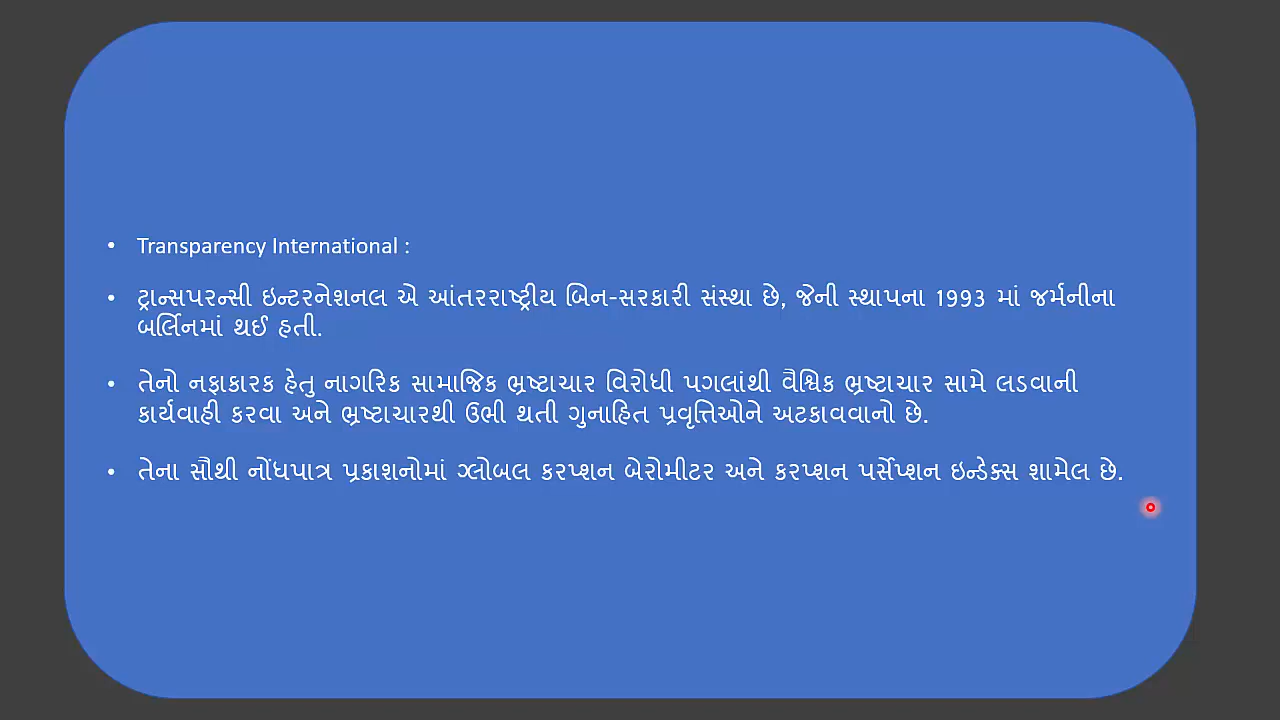 • Transparency International :
• ટ્રાન્સપરન્સી ઇન્ટરનેશનલ એ આંતરરાષ્ટ્રીય બિન-સરકારી સંસ્થા છે, જેની સ્થાપના 1993 માં જર્મનીના
બર્લિનમાં થઈ હતી.
• તેનો નફાકારક હેતુ નાગરિક સામાજિક ભ્રષ્ટાચાર વિરોધી પગલાંથી વૈશ્વિક ભ્રષ્ટાચાર સામે લડવાની
કાર્યવાહી કરવા અને ભ્રષ્ટાચારથી ઉભી થતી ગુનાહિત પ્રવૃત્તિઓને અટકાવવાનો છે.
• તેના સૌથી નોંધપાત્ર પ્રકાશનોમાં ગ્લોબલ કરપ્શન બેરોમીટર અને કરપ્શન પર્સેપ્શન ઇન્ડેક્સ શામેલ છે.